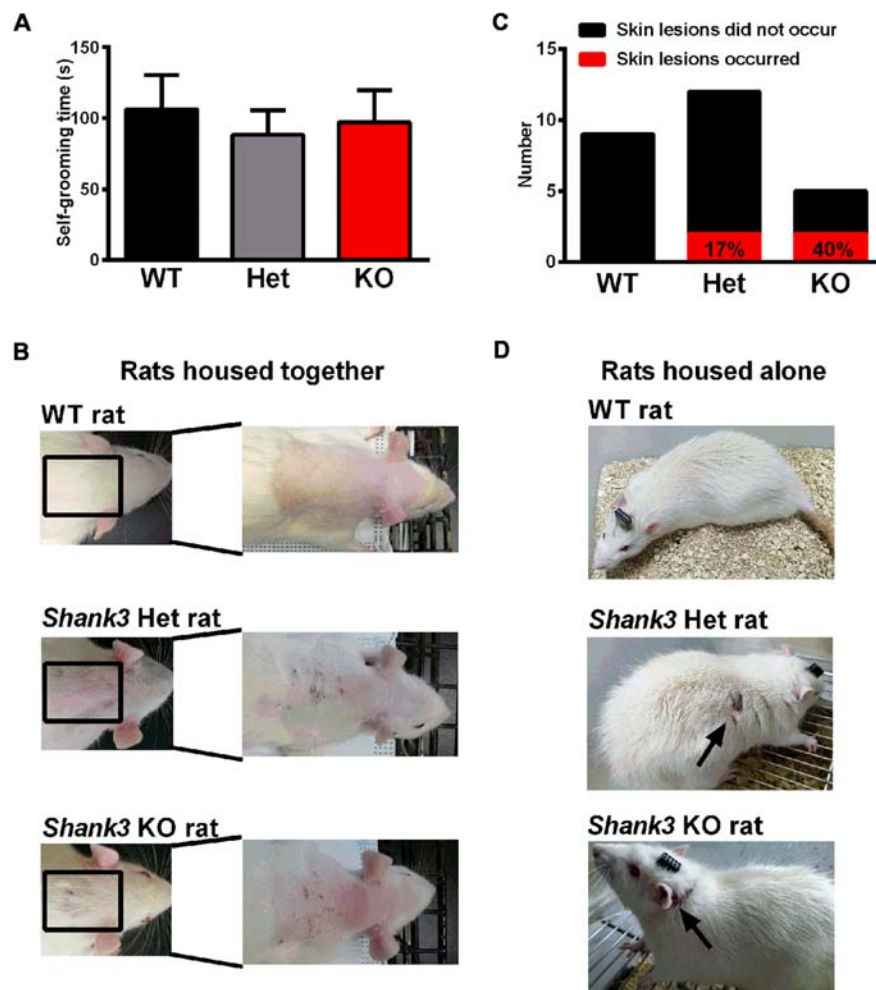 A
Self-grooming time (s)
150
100
50
0
WT Het KO
C
Skin lesions did not occur
Skin lesions occurred
Number
15
10
5
0
17% 40%
WT Het KO
B
Rats housed together
WT rat
Shank3 Het rat
Shank3 KO rat
D
Rats housed alone
WT rat
Shank3 Het rat
Shank3 KO rat